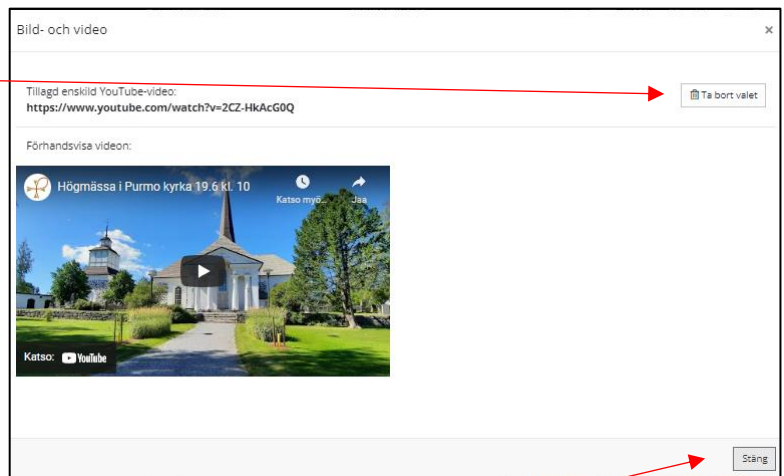 Bild- och video
×
Tillagd enskild YouTube-video:
https://www.youtube.com/watch?v=2CZ-HkAcG0Q
Ta bort valet
Förhandsvisa videon:
Högmässa i Purmo kyrka 19.6 kl. 10
Katso myö...
Jaa
Katso: YouTube
Stäng